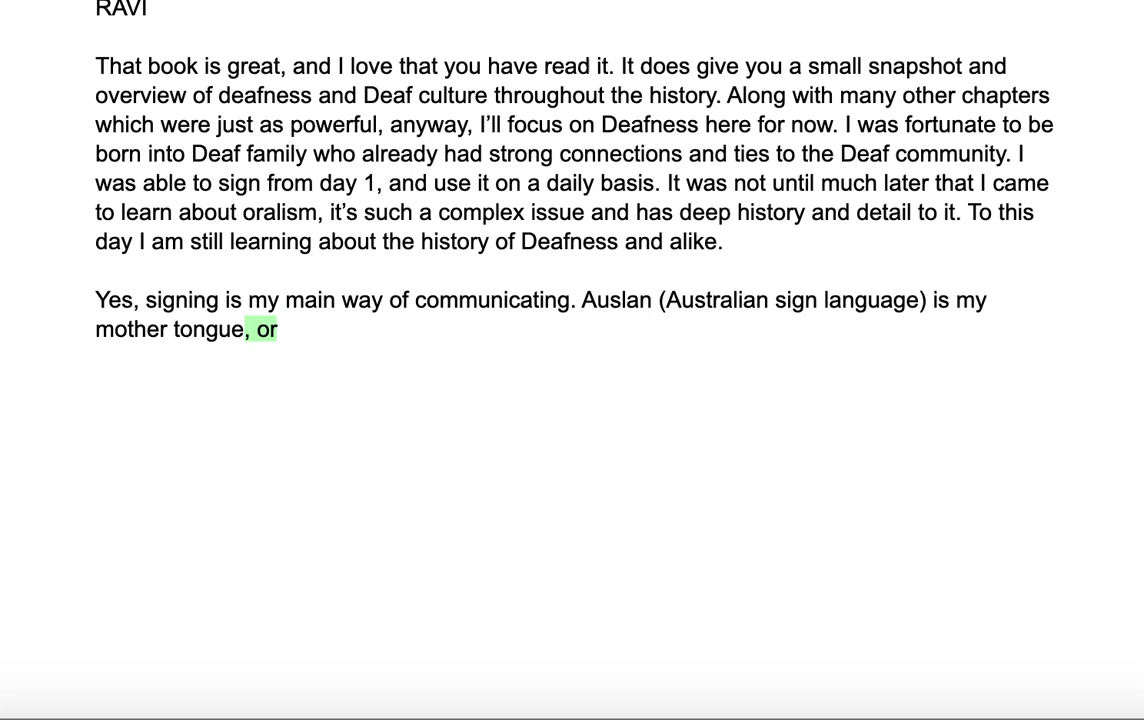 RAVI
That book is great, and I love that you have read it. It does give you a small snapshot and
overview of deafness and Deaf culture throughout the history. Along with many other chapters
which were just as powerful, anyway, I’ll focus on Deafness here for now. I was fortunate to be
born into Deaf family who already had strong connections and ties to the Deaf community. I
was able to sign from day 1, and use it on a daily basis. It was not until much later that I came
to learn about oralism, it’s such a complex issue and has deep history and detail to it. To this
day I am still learning about the history of Deafness and alike.
Yes, signing is my main way of communicating. Auslan (Australian sign language) is my
mother tongue, or